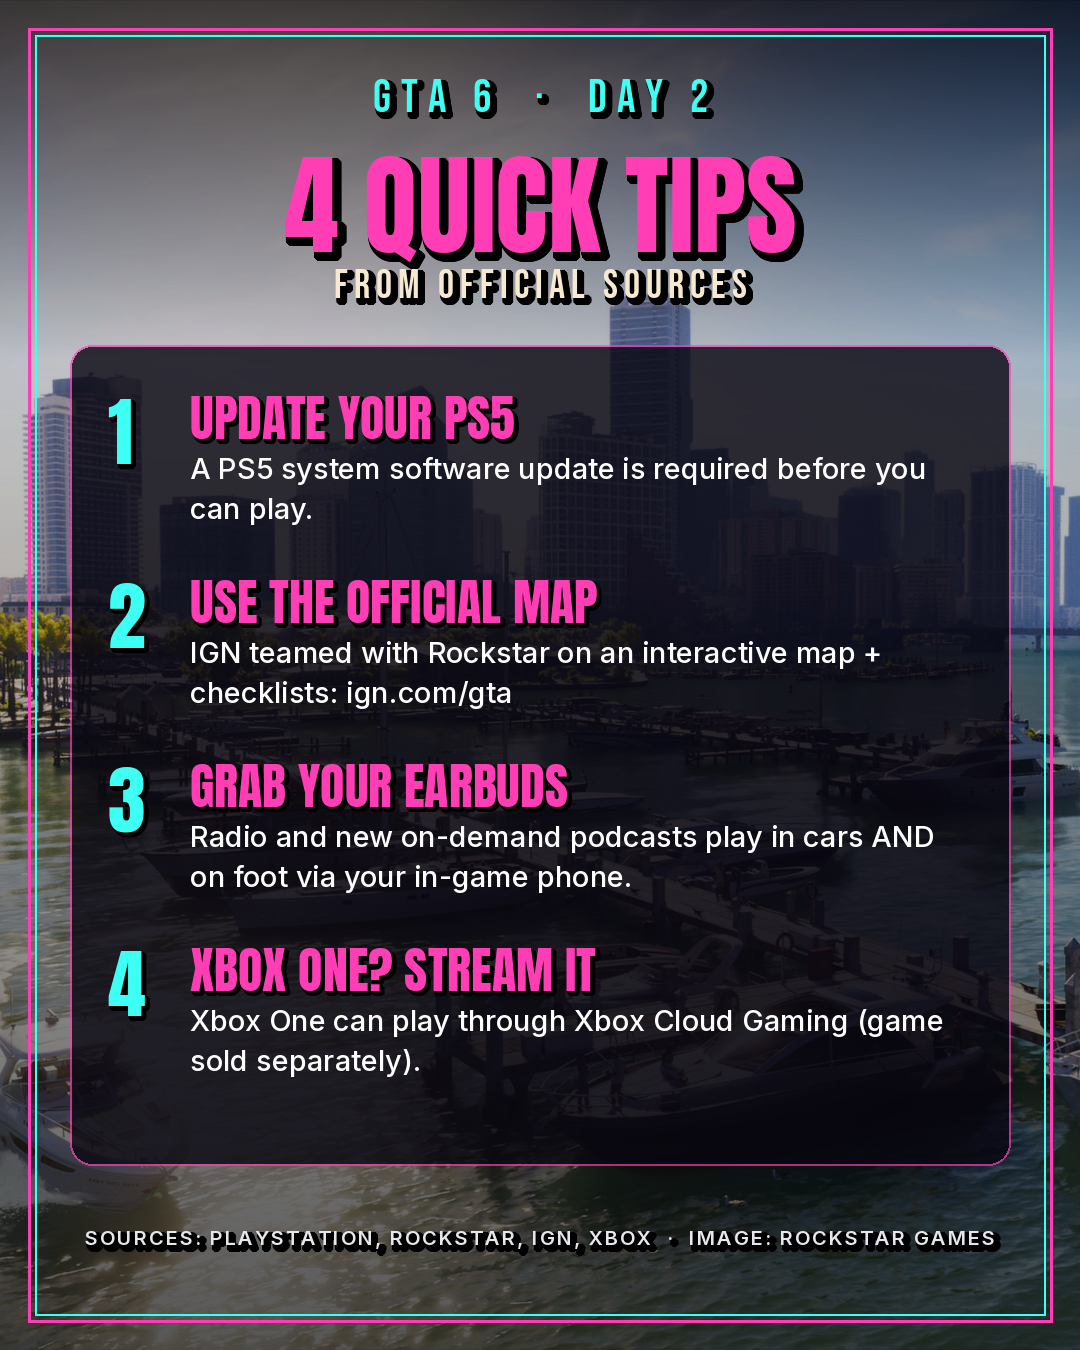 GTA 6 · DAY 2
4 QUICK TIPS
FROM OFFICIAL SOURCES
1
UPDATE YOUR PS5
A PS5 system software update is required before you
can play.
2
USE THE OFFICIAL MAP
IGN teamed with Rockstar on an interactive map +
checklists: ign.com/gta
3
GRAB YOUR EARBUDS
Radio and new on-demand podcasts play in cars AND
on foot via your in-game phone.
4
XBOX ONE? STREAM IT
Xbox One can play through Xbox Cloud Gaming (game
sold separately).
SOURCES: PLAYSTATION, ROCKSTAR, IGN, XBOX · IMAGE: ROCKSTAR GAMES